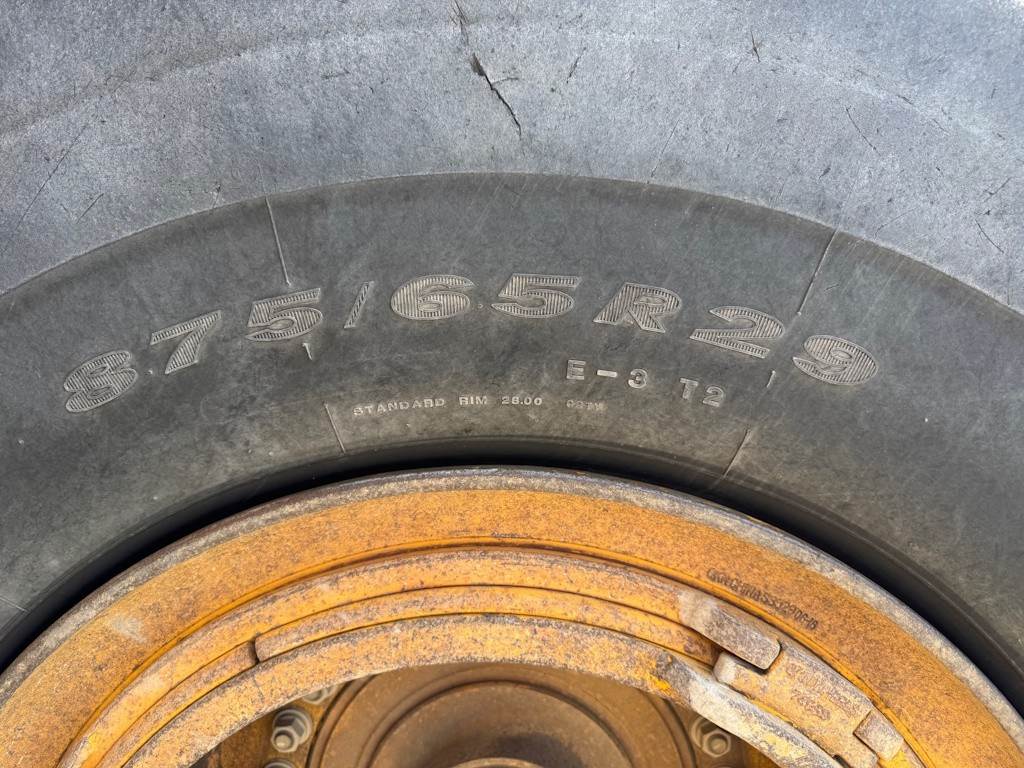 875/65R29
E-3 T2
STANDARD RIM 28.00